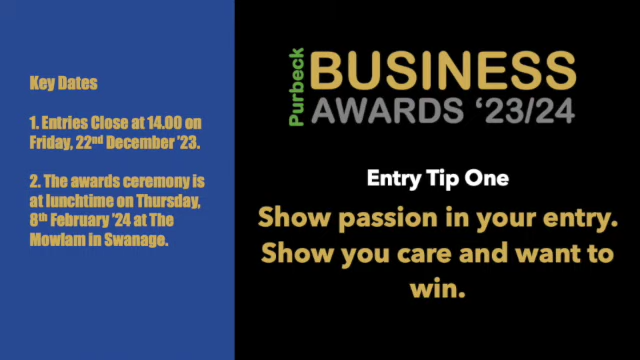 Key Dates
1. Entries Close at 14.00 on
Friday, 22nd December '23.
2. The awards ceremony is
at lunchtime on Thursday,
8th February '24 at The
Mowlam in Swanage.
Purbeck
BUSINESS
AWARDS ‘23/24
Entry Tip One
Show passion in your entry.
Show you care and want to
win.